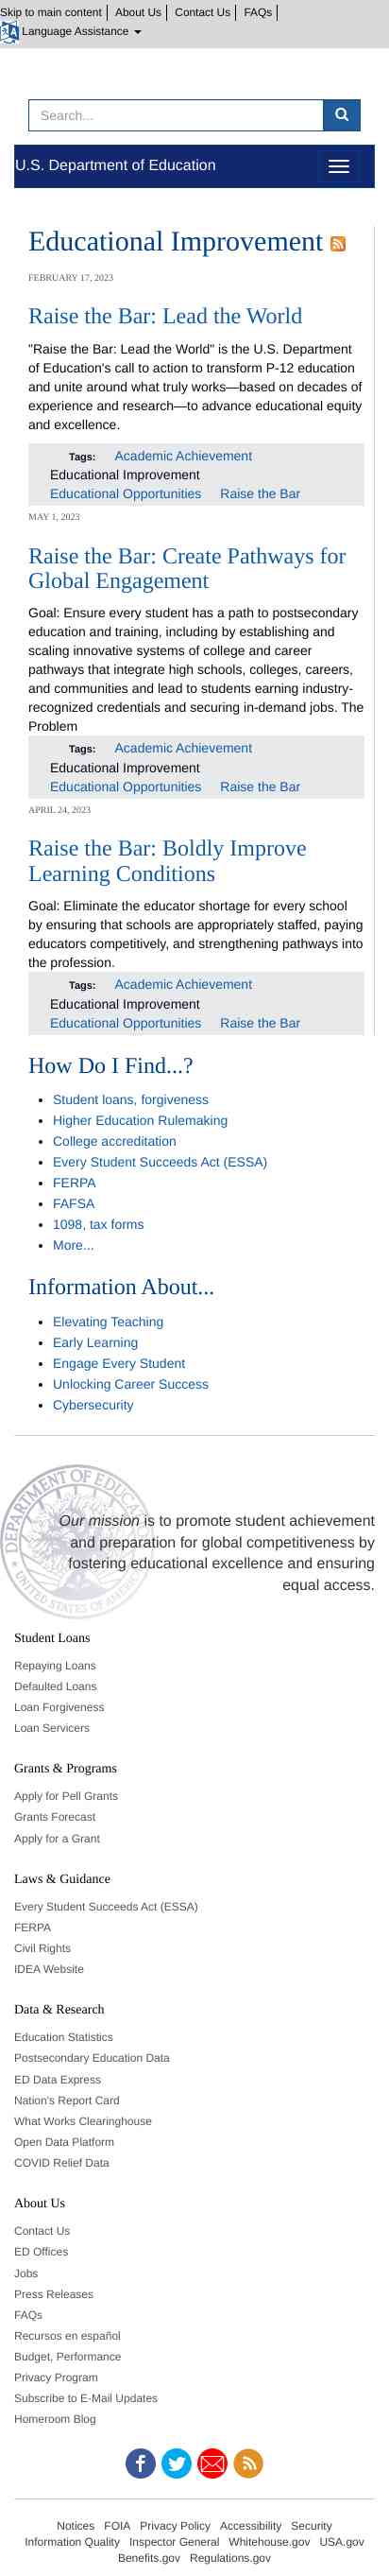 Skip to main content About Us Contact Us FAQs
Language Assistance
Search...
U.S. Department of Education
Educational Improvement
FEBRUARY 17, 2023
Raise the Bar: Lead the World
"Raise the Bar: Lead the World" is the U.S. Department
of Education's call to action to transform P-12 education
and unite around what truly works—based on decades of
experience and research—to advance educational equity
and excellence.
Tags: Academic Achievement
Educational Improvement
Educational Opportunities Raise the Bar
MAY 1, 2023
Raise the Bar: Create Pathways for
Global Engagement
Goal: Ensure every student has a path to postsecondary
education and training, including by establishing and
scaling innovative systems of college and career
pathways that integrate high schools, colleges, careers,
and communities and lead to students earning industry-
recognized credentials and securing in-demand jobs. The
Problem
Tags: Academic Achievement
Educational Improvement
Educational Opportunities Raise the Bar
APRIL 24, 2023
Raise the Bar: Boldly Improve
Learning Conditions
Goal: Eliminate the educator shortage for every school
by ensuring that schools are appropriately staffed, paying
educators competitively, and strengthening pathways into
the profession.
Tags: Academic Achievement
Educational Improvement
Educational Opportunities Raise the Bar
How Do I Find...?
• Student loans, forgiveness
• Higher Education Rulemaking
• College accreditation
• Every Student Succeeds Act (ESSA)
• FERPA
• FAFSA
• 1098, tax forms
• More...
Information About...
• Elevating Teaching
• Early Learning
• Engage Every Student
• Unlocking Career Success
• Cybersecurity
Our mission is to promote student achievement
and preparation for global competitiveness by
fostering educational excellence and ensuring
equal access.
Student Loans
Repaying Loans
Defaulted Loans
Loan Forgiveness
Loan Servicers
Grants & Programs
Apply for Pell Grants
Grants Forecast
Apply for a Grant
Laws & Guidance
Every Student Succeeds Act (ESSA)
FERPA
Civil Rights
IDEA Website
Data & Research
Education Statistics
Postsecondary Education Data
ED Data Express
Nation's Report Card
What Works Clearinghouse
Open Data Platform
COVID Relief Data
About Us
Contact Us
ED Offices
Jobs
Press Releases
FAQs
Recursos en español
Budget, Performance
Privacy Program
Subscribe to E-Mail Updates
Homeroom Blog
Notices FOIA Privacy Policy Accessibility Security
Information Quality Inspector General Whitehouse.gov USA.gov
Benefits.gov Regulations.gov